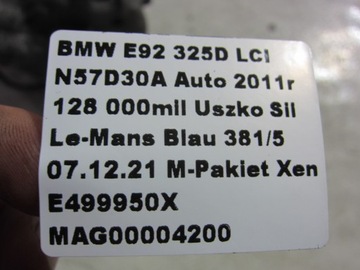 BMW E92 325D LCI
N57D30A Auto 2011r
128 000mil Uszko Sil
Le-Mans Blau 381/5
07.12.21 M-Pakiet Xen
E499950X
MAG00004200